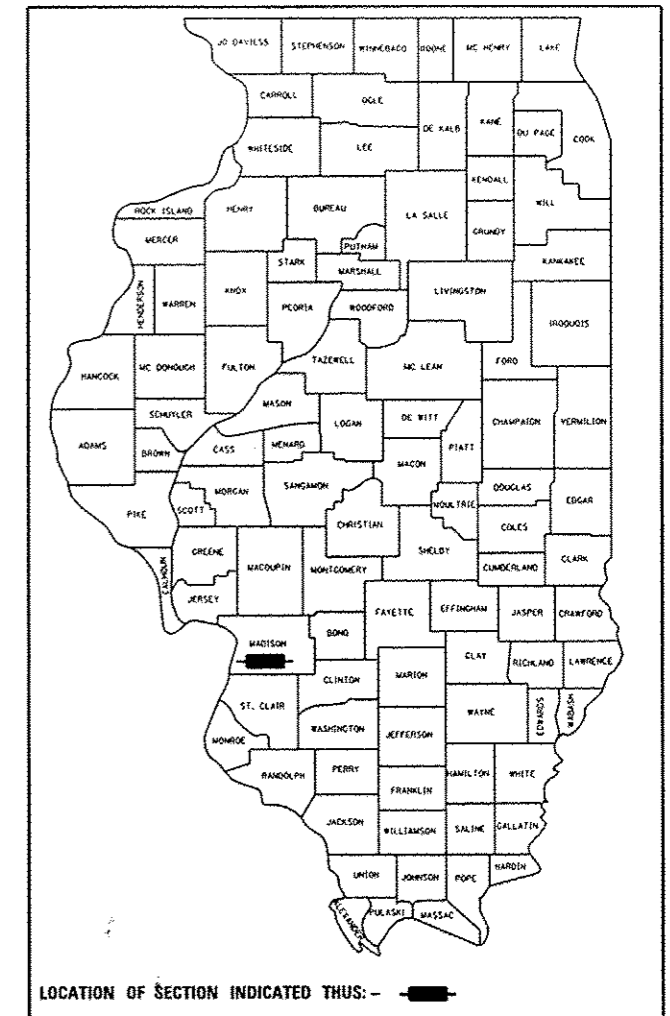 JO DAVIESS STEPHENSON WINNEBAGO BOONE MC HENRY LAKE
CARROLL OGLE DE KALB KANE DU PAGE COOK
WHITESIDE LEE KENDALL WILL
ROCK ISLAND HENRY BUREAU LA SALLE GRUNDY
MERCER PUTNAM KANKAKEE
STARK MARSHALL
HENDERSON WARREN KNOX PEORIA WOODFORD LIVINGSTON IROQUOIS
HANCOCK MC DONOUGH FULTON TAZEWELL MC LEAN FORD
SCHUYLER MASON LOGAN DE WITT CHAMPAIGN VERMILION
ADAMS BROWN CASS MENARD MACON PIATT
PIKE SCOTT MORGAN SANGAMON CHRISTIAN MOULTRIE DOUGLAS EDGAR
COLES
CALHOUN GREENE MACOUPIN MONTGOMERY SHELBY CUMBERLAND CLARK
JERSEY FAYETTE EFFINGHAM JASPER CRAWFORD
MADISON BOND CLAY RICHLAND LAWRENCE
CLINTON MARION
ST. CLAIR WASHINGTON JEFFERSON WAYNE EDWARDS WABASH
MONROE
RANDOLPH PERRY FRANKLIN HAMILTON WHITE
JACKSON WILLIAMSON SALINE GALLATIN
UNION JOHNSON POPE HARDIN
ALEXANDER PULASKI MASSAC
LOCATION OF SECTION INDICATED THUS: –